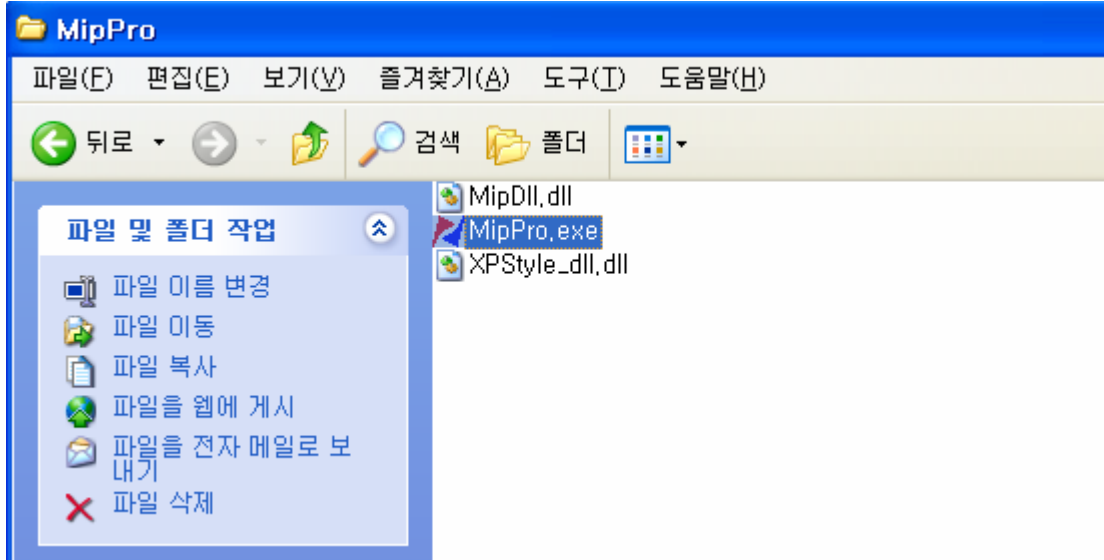 MipPro
파일(F) 편집(E) 보기(V) 즐겨찾기(A) 도구(T) 도움말(H)
뒤로 검색 폴더
MipDll.dll
MipPro.exe
XPStyle_dll.dll
파일 및 폴더 작업
파일 이름 변경
파일 이동
파일 복사
파일을 웹에 게시
파일을 전자 메일로 보
내기
파일 삭제